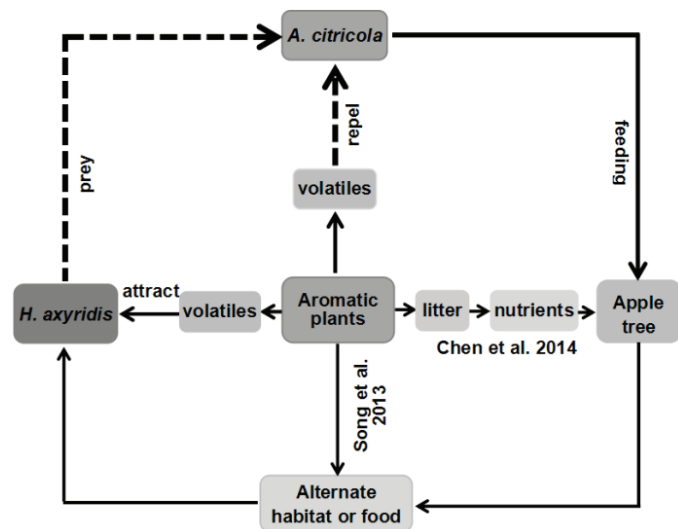 A. citricola
repel
feeding
prey
volatiles
attract
H. axyridis
volatiles
Aromatic
plants
litter
nutrients
Apple
tree
Chen et al. 2014
Song et al.
2013
Alternate
habitat or food